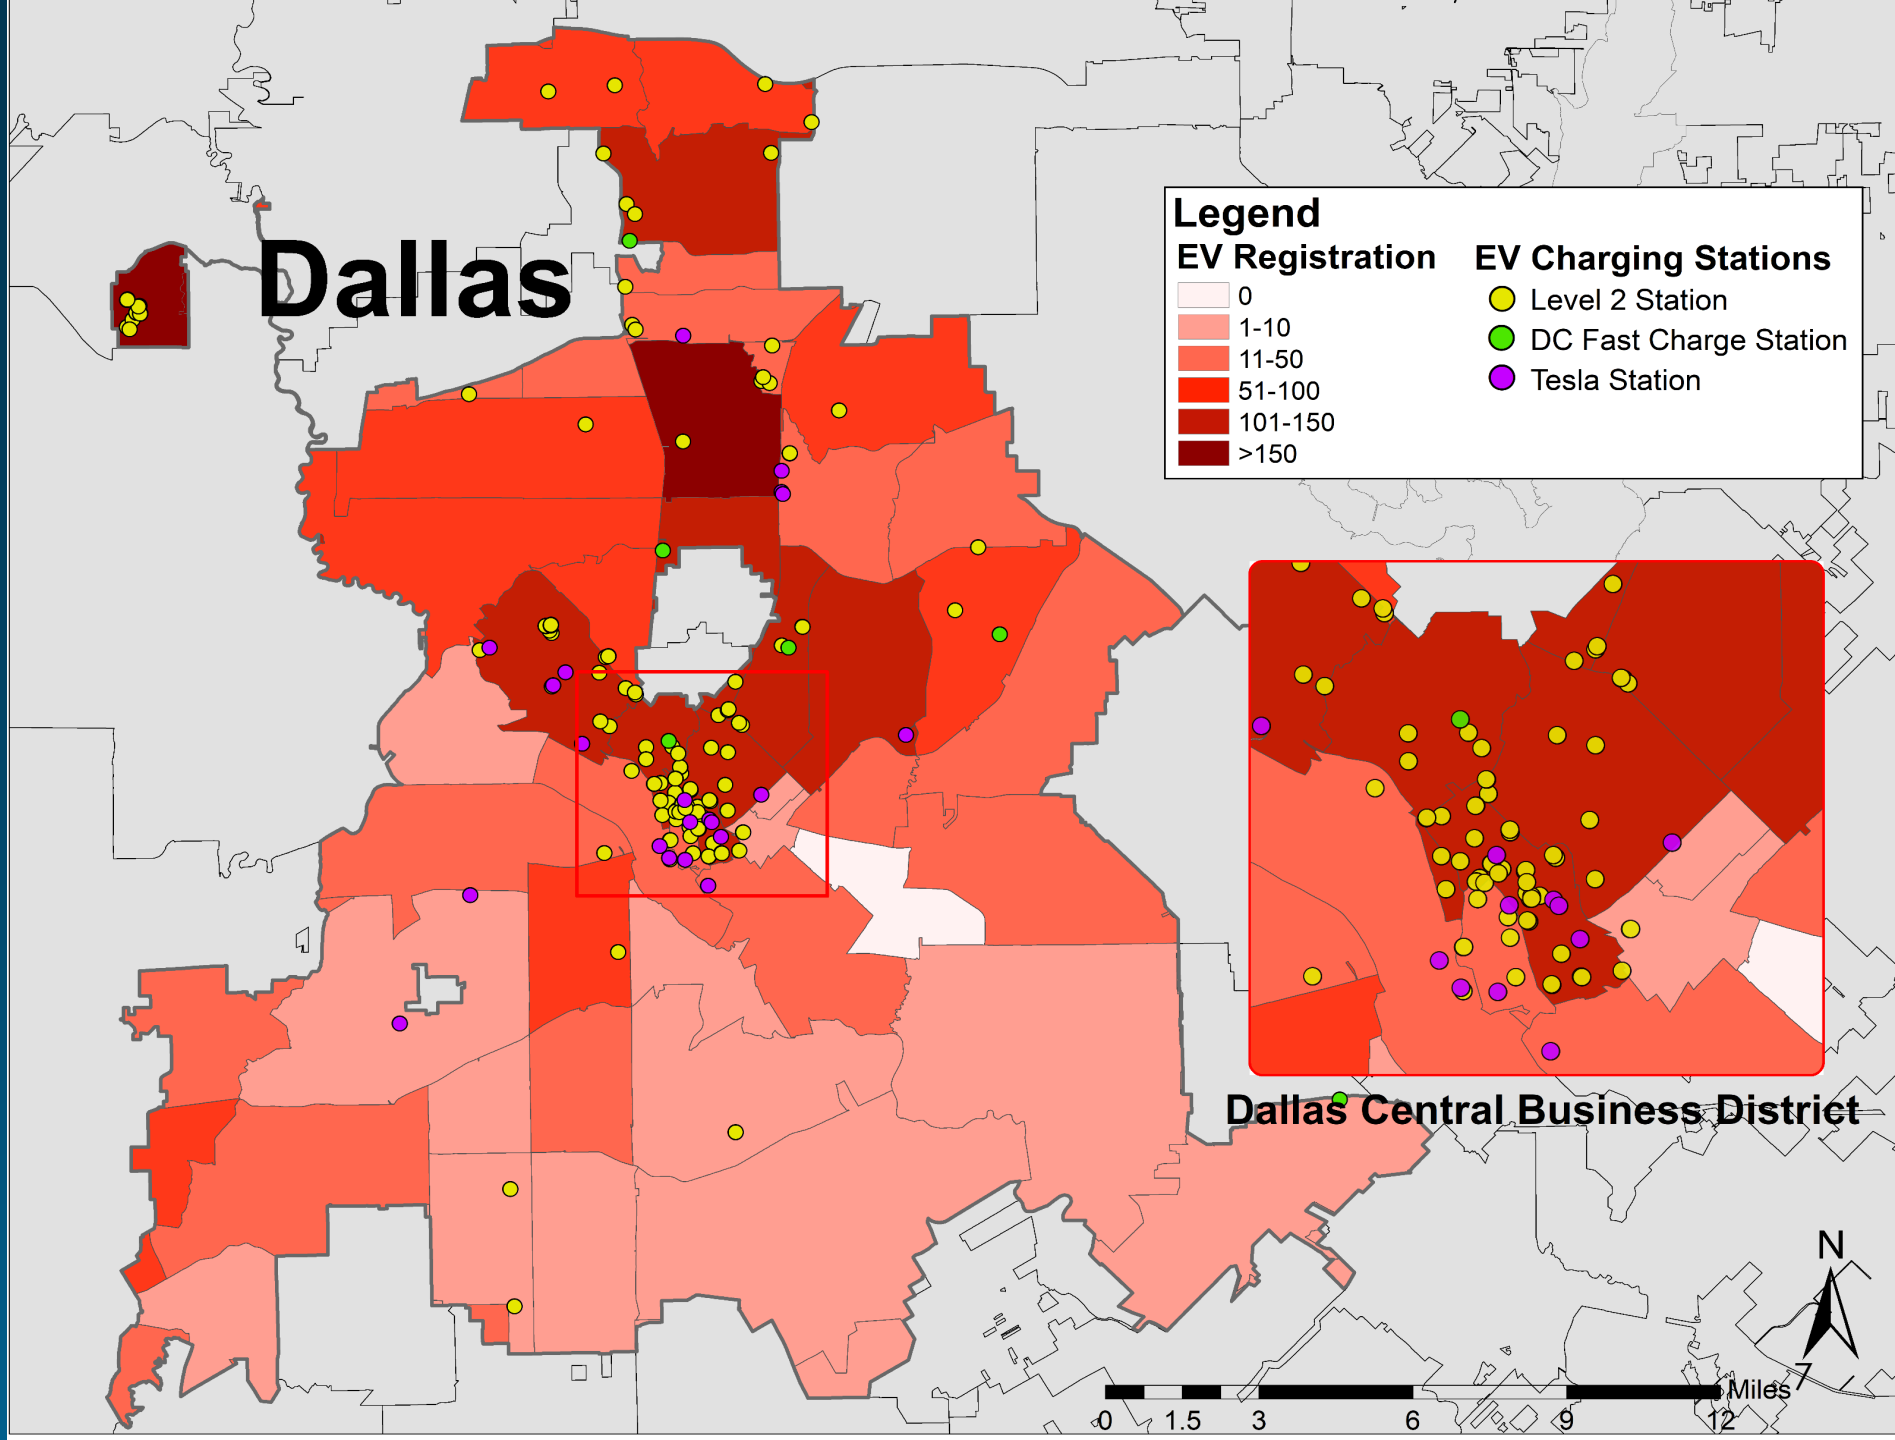 Dallas
Legend
EV Registration
0
1-10
11-50
51-100
101-150
>150
EV Charging Stations
Level 2 Station
DC Fast Charge Station
Tesla Station
Dallas Central Business District
N
7
Miles
0 1.5 3 6 9 12